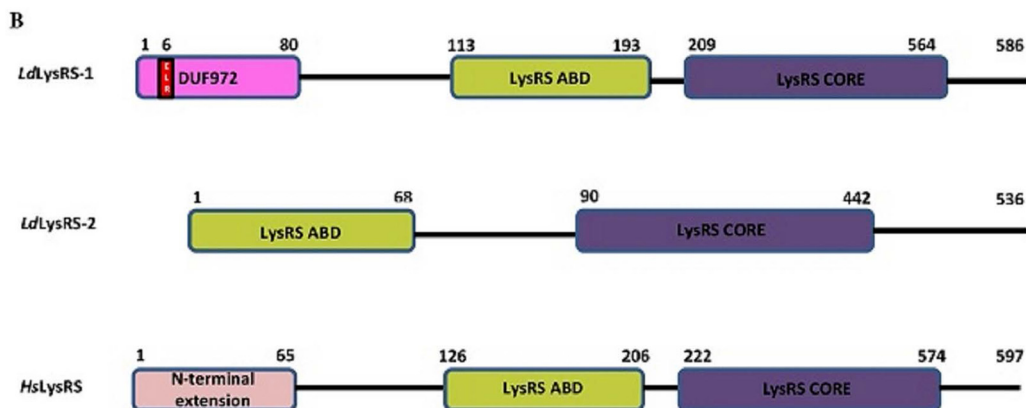 B
1 6 80 113 193 209 564 586
LdLysRS-1 ELR DUF972 LysRS ABD LysRS CORE
1 68 90 442 536
LdLysRS-2 LysRS ABD LysRS CORE
1 65 126 206 222 574 597
HsLysRS N-terminal extension LysRS ABD LysRS CORE